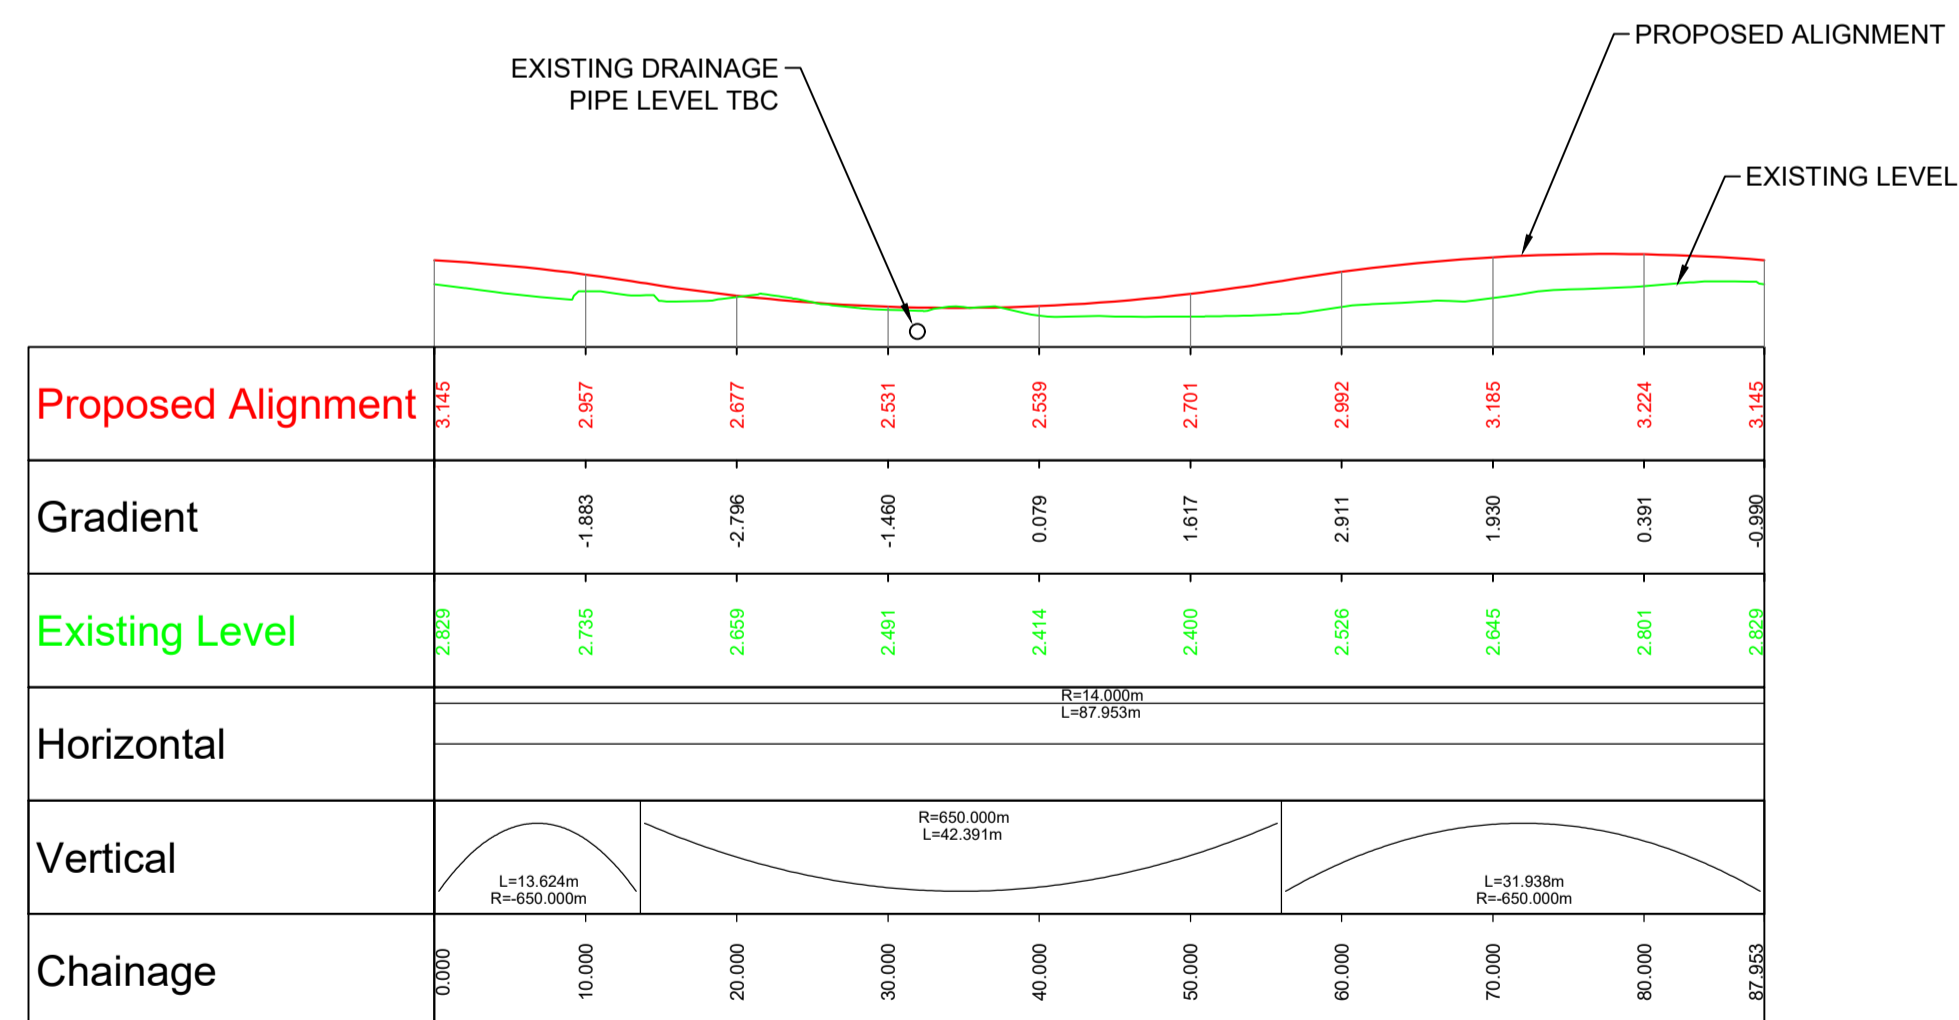 PROPOSED ALIGNMENT
EXISTING DRAINAGE
PIPE LEVEL TBC
EXISTING LEVEL
Proposed Alignment 3.145 2.957 2.677 2.531 2.539 2.701 2.992 3.185 3.224 3.145
Gradient -1.883 -2.796 -1.460 0.079 1.617 2.911 1.930 0.391 -0.990
Existing Level 2.829 2.735 2.659 2.491 2.414 2.400 2.526 2.645 2.801 2.829
Horizontal
R=14.000m
L=87.953m
Vertical
L=13.624m
R=-650.000m
R=650.000m
L=42.391m
L=31.938m
R=-650.000m
Chainage 0.000 10.000 20.000 30.000 40.000 50.000 60.000 70.000 80.000 87.953